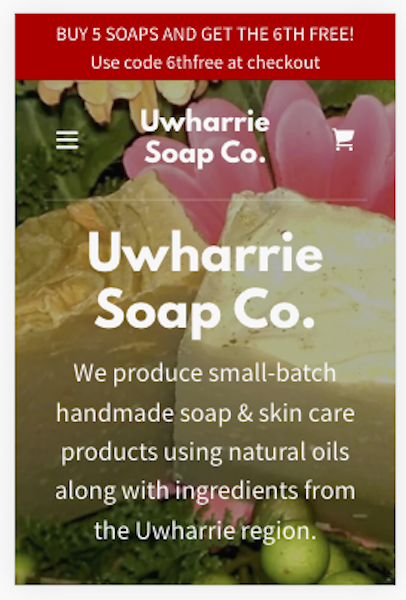 BUY 5 SOAPS AND GET THE 6TH FREE!
Use code 6thfree at checkout
Uwharrie
Soap Co.
Uwharrie
Soap Co.
We produce small-batch
handmade soap & skin care
products using natural oils
along with ingredients from
the Uwharrie region.